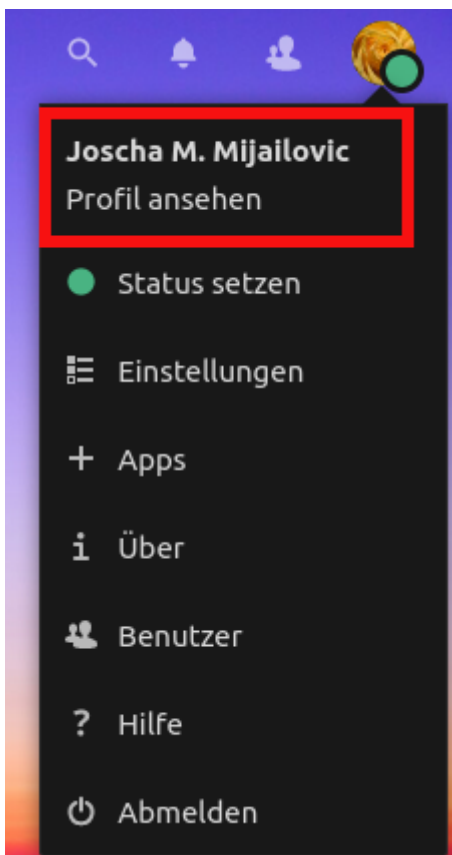 Joscha M. Mijailovic
Profil ansehen
Status setzen
Einstellungen
Apps
Über
Benutzer
Hilfe
Abmelden